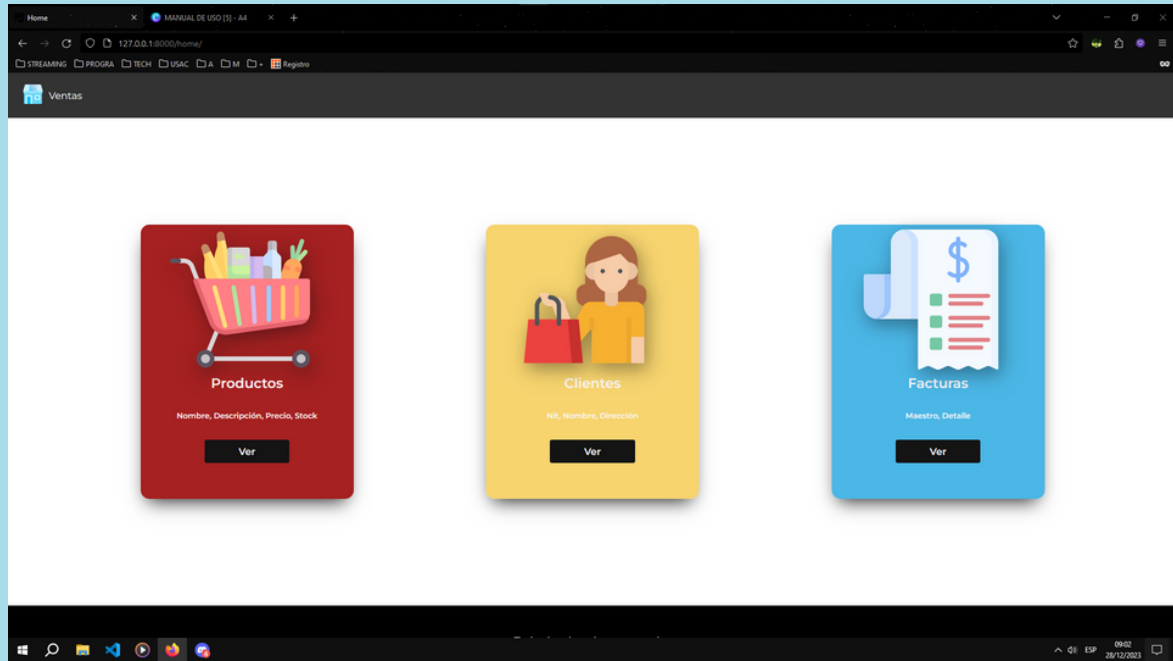 Home
MANUAL DE USO [5] - A4
127.0.0.1:8000/home/
STREAMING PROGRA TECH USAC A M + Registro
Ventas
$
Productos
Nombre, Descripción, Precio, Stock
Ver
Clientes
Nit, Nombre, Dirección
Ver
Facturas
Maestro, Detalle
Ver
ESP
09:02
28/12/2023